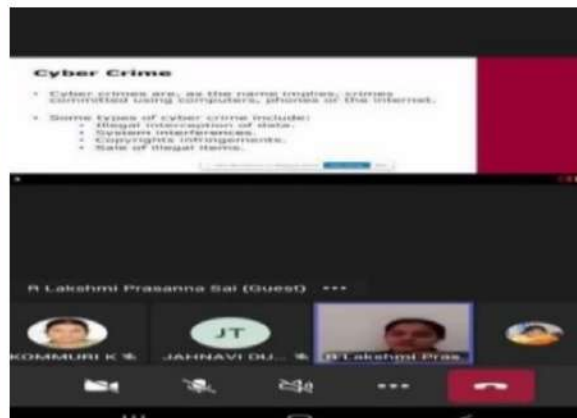 Cyber Crime
• Cyber crimes are, as the name implies, crimes
committed using computers, phones or the internet.
• Some types of cyber crime include:
• Illegal interception of data.
• System interferences.
• Copyrights infringements.
• Sale of illegal items.
R Lakshmi Prasanna Sai (Guest) •••
JT
KOMMURI K
JAHNAVI DU...
R Lakshmi Pras...